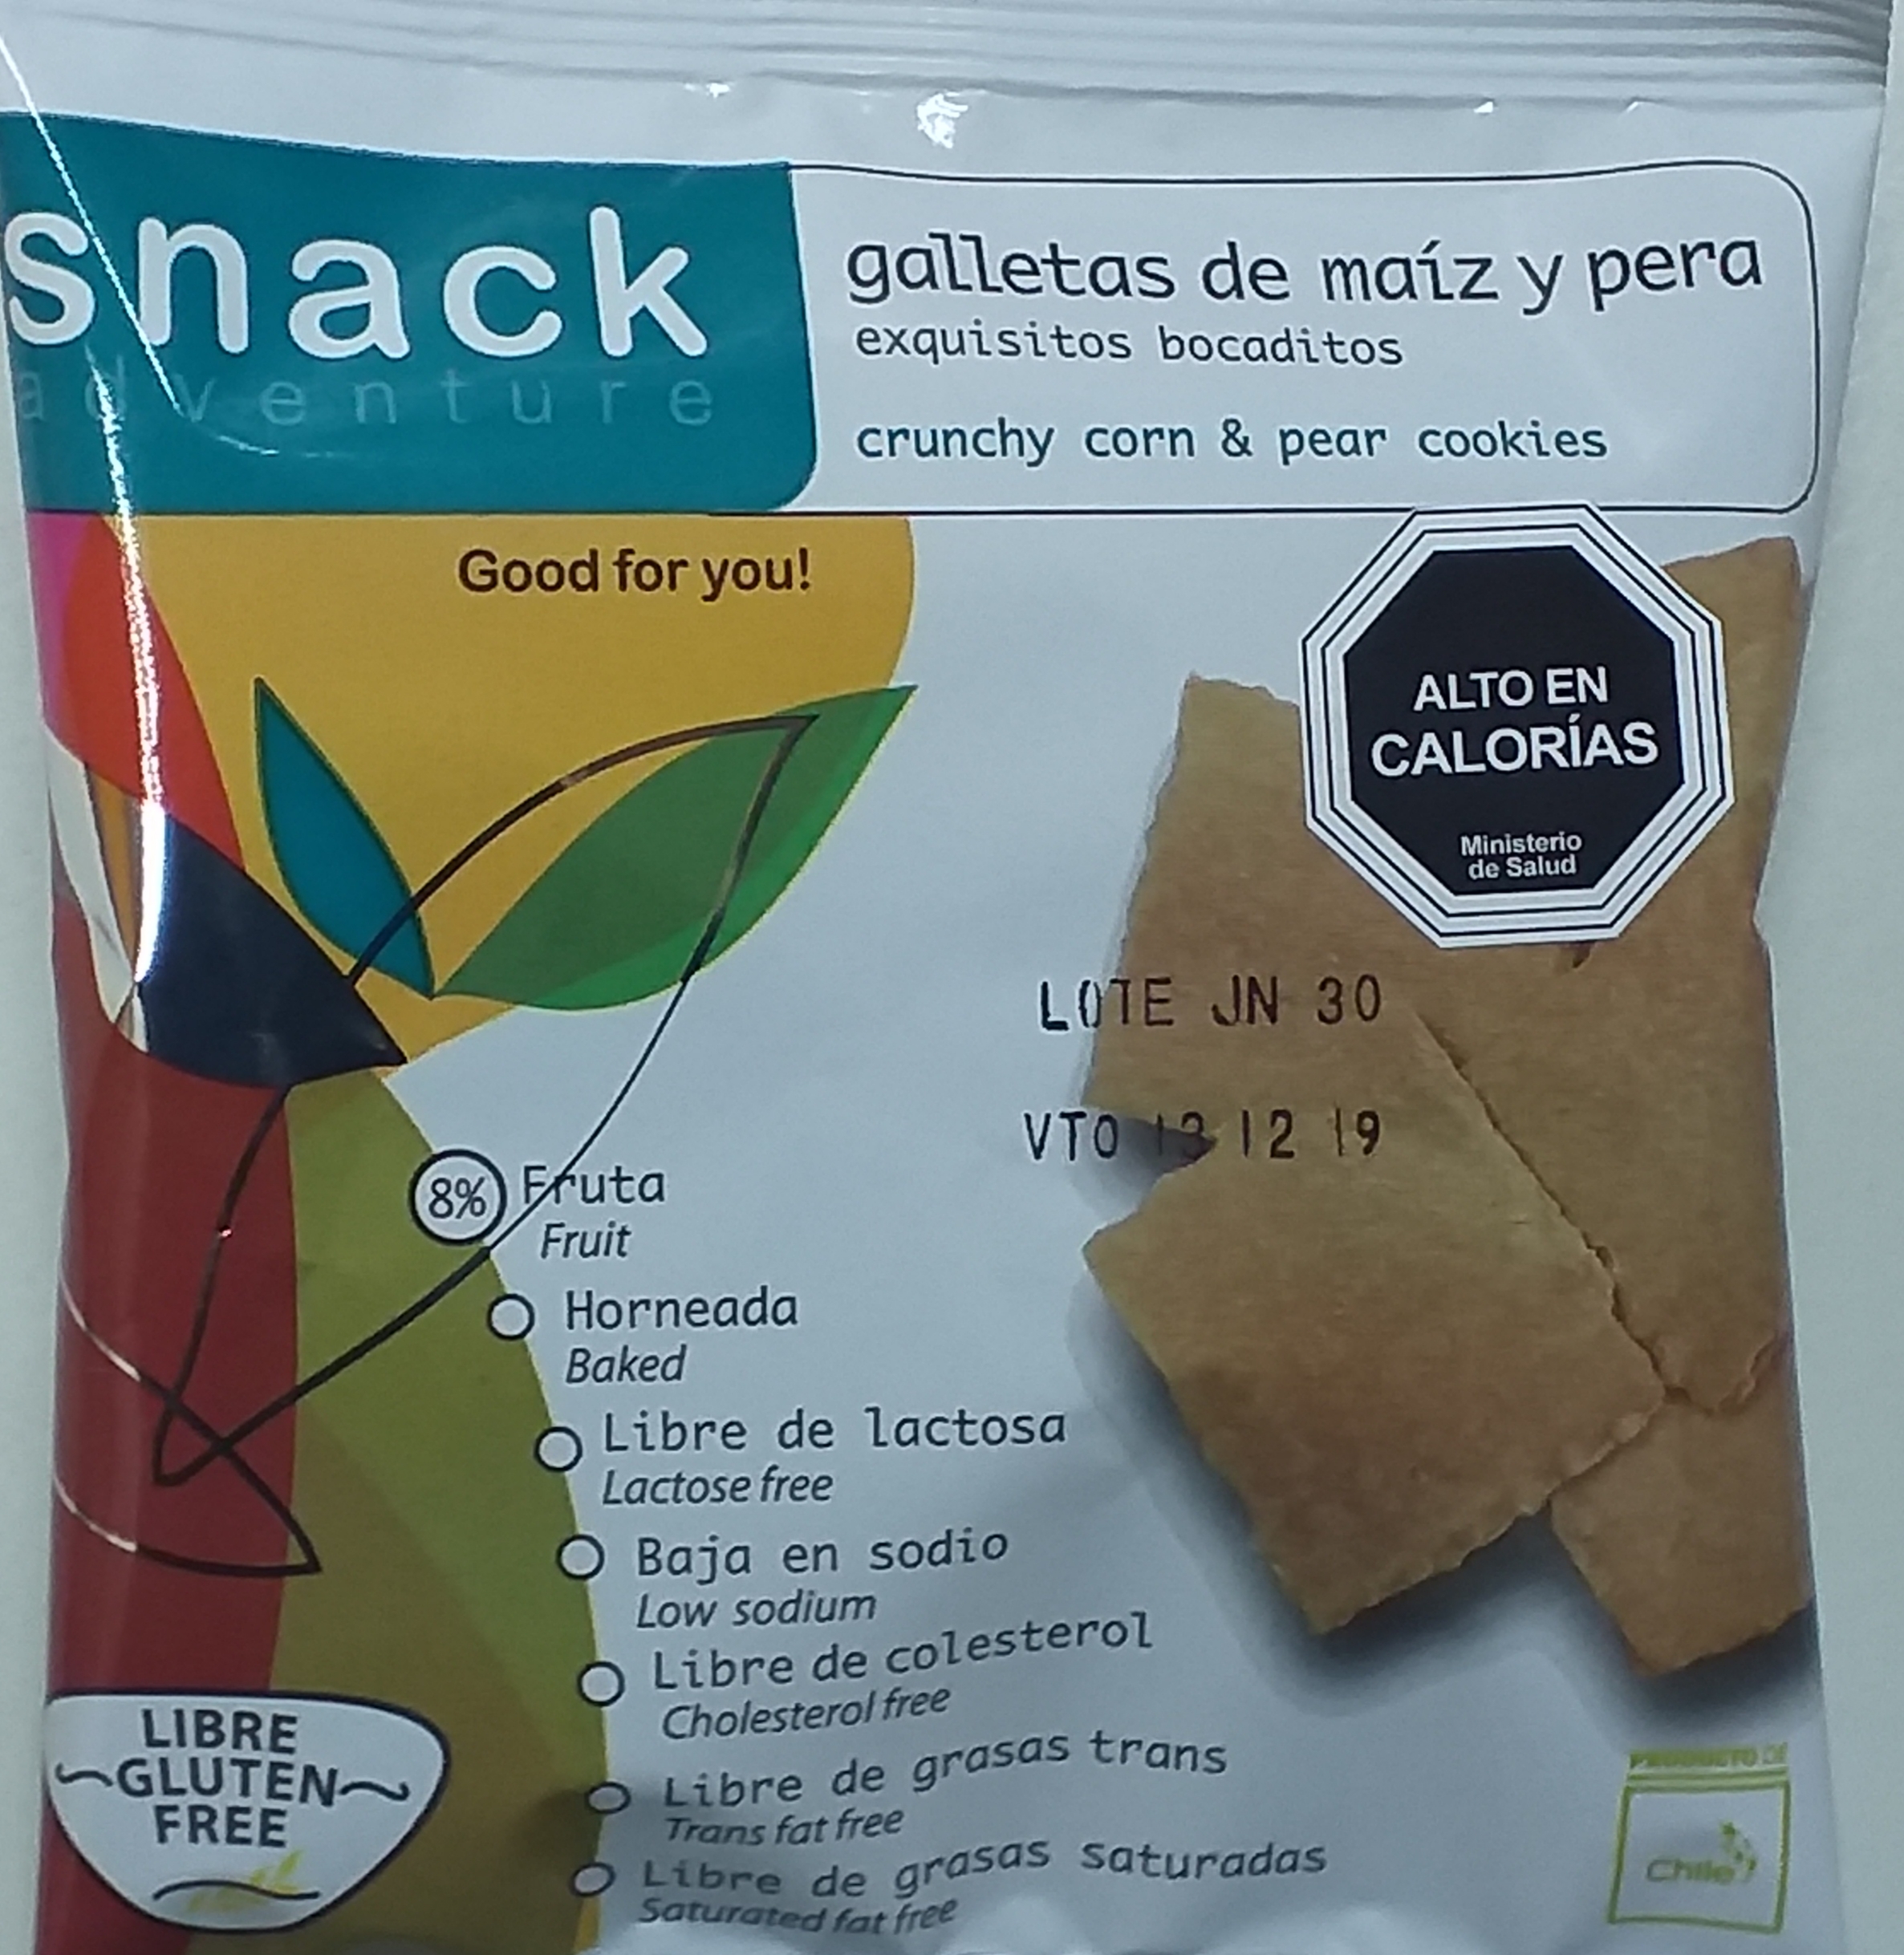 snack
adventure
galletas de maíz y pera
exquisitos bocaditos
crunchy corn & pear cookies
Good for you!
ALTO EN
CALORÍAS
Ministerio
de Salud
LOTE JN 30
VTO 13 12 19
8% Fruta
Fruit
Horneada
Baked
Libre de lactosa
Lactose free
Baja en sodio
Low sodium
Libre de colesterol
Cholesterol free
Libre de grasas trans
Trans fat free
Libre de grasas saturadas
Saturated fat free
LIBRE
GLUTEN
FREE
PRODUCTO DE
Chile